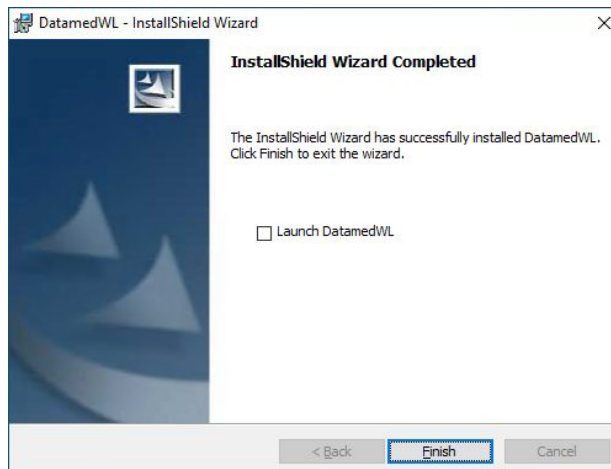 DatamedWL - InstallShield Wizard
InstallShield Wizard Completed
The InstallShield Wizard has successfully installed DatamedWL.
Click Finish to exit the wizard.
Launch DatamedWL
< Back Finish Cancel